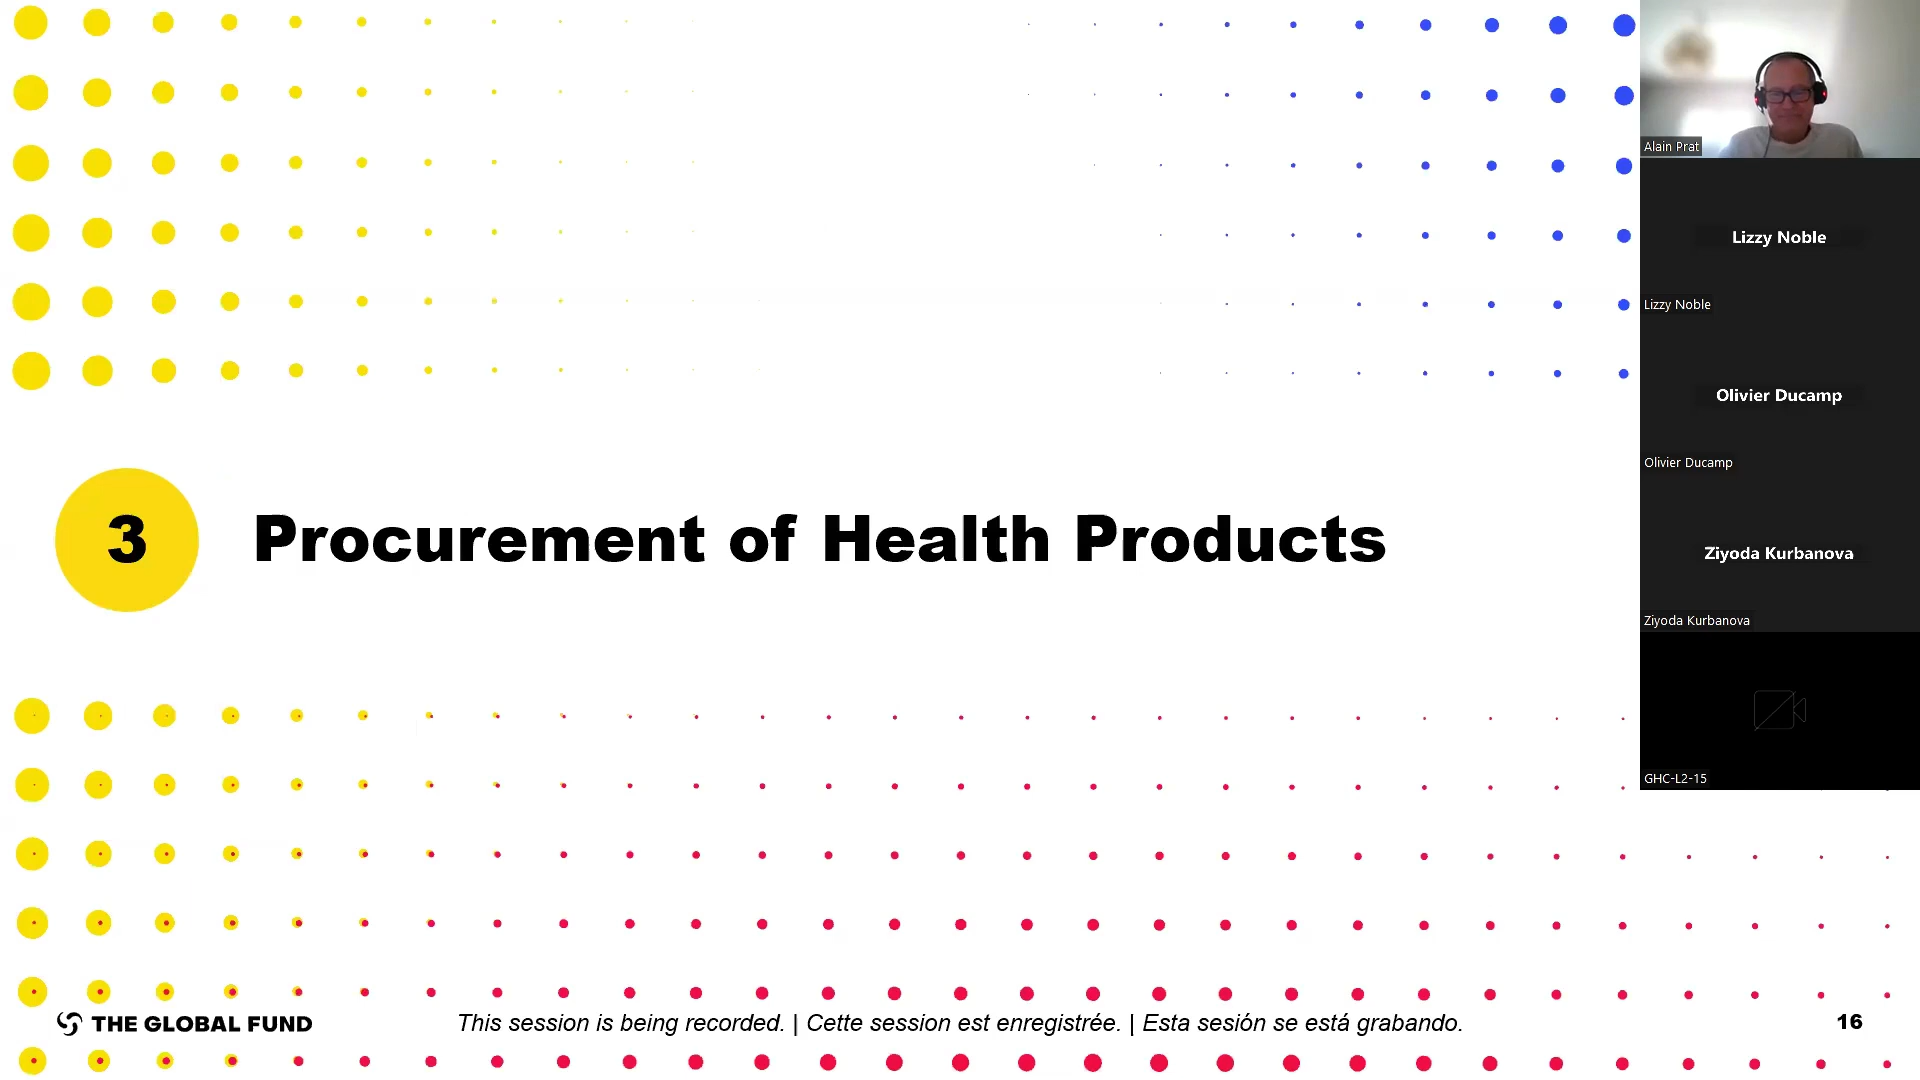 3
Procurement of Health Products
THE GLOBAL FUND
This session is being recorded. | Cette session est enregistrée. | Esta sesión se está grabando.
16
Alain Prat
Lizzy Noble
Lizzy Noble
Olivier Ducamp
Olivier Ducamp
Ziyoda Kurbanova
Ziyoda Kurbanova
GHC-L2-15